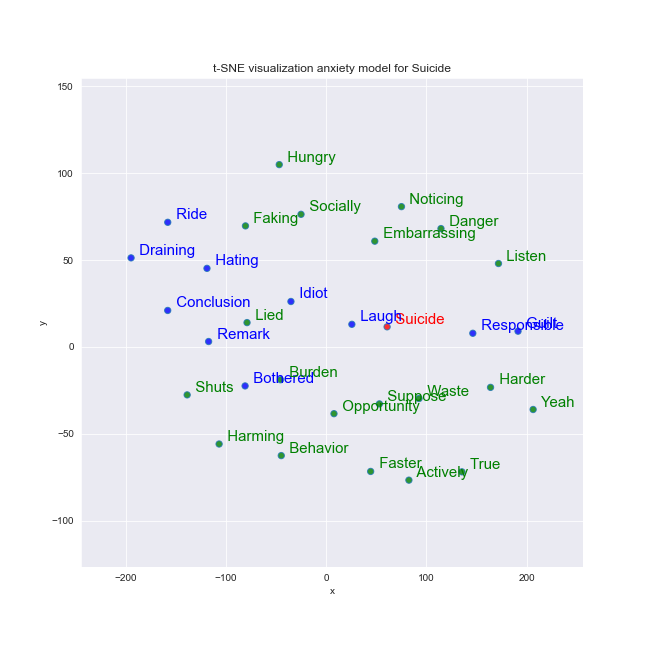 t-SNE visualization anxiety model for Suicide
150
Hungry
100
Noticing
Socially
Ride
Faking
Danger
Embarrassing
Draining
Listen
50
Hating
Idiot
Conclusion
Lied
Laugh
Suicide
Guilt
Responsible
Remark
y
0
Burden
Bothered
Harder
Shuts
Waste
Suppose
Yeah
Opportunity
−50
Harming
Behavior
Faster
True
Actively
−100
−200
−100
0
100
200
x